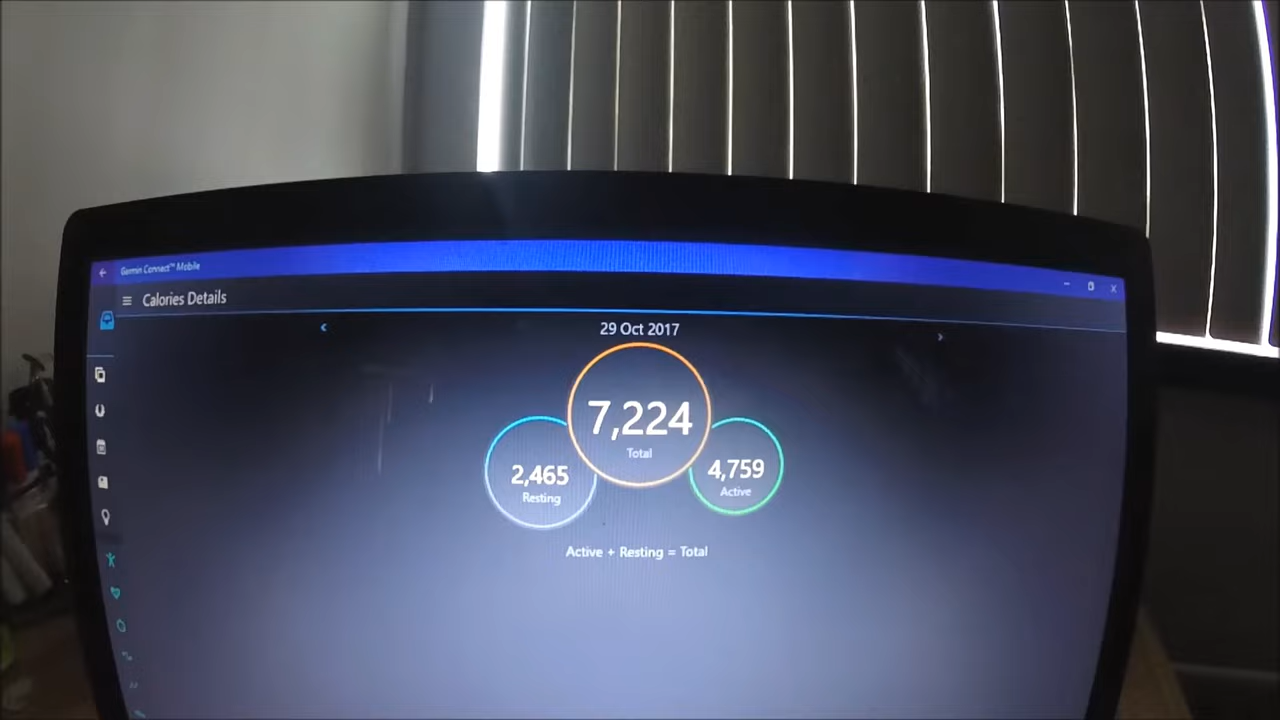 Garmin Connect™ Mobile
Calories Details
29 Oct 2017
7,224
Total
2,465
Resting
4,759
Active
Active + Resting = Total